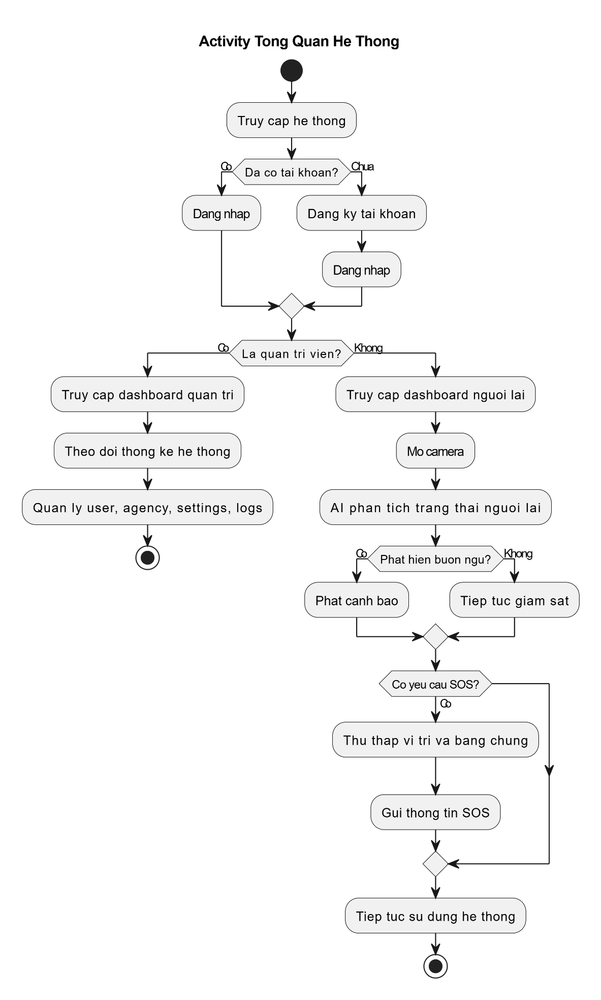 Activity Tong Quan He Thong
Truy cap he thong
Co
Da co tai khoan?
Chua
Dang nhap
Dang ky tai khoan
Dang nhap
Co
La quan tri vien?
Khong
Truy cap dashboard quan tri
Truy cap dashboard nguoi lai
Theo doi thong ke he thong
Mo camera
Quan ly user, agency, settings, logs
AI phan tich trang thai nguoi lai
Co
Phat hien buon ngu?
Khong
Phat canh bao
Tiep tuc giam sat
Co yeu cau SOS?
Co
Thu thap vi tri va bang chung
Gui thong tin SOS
Tiep tuc su dung he thong